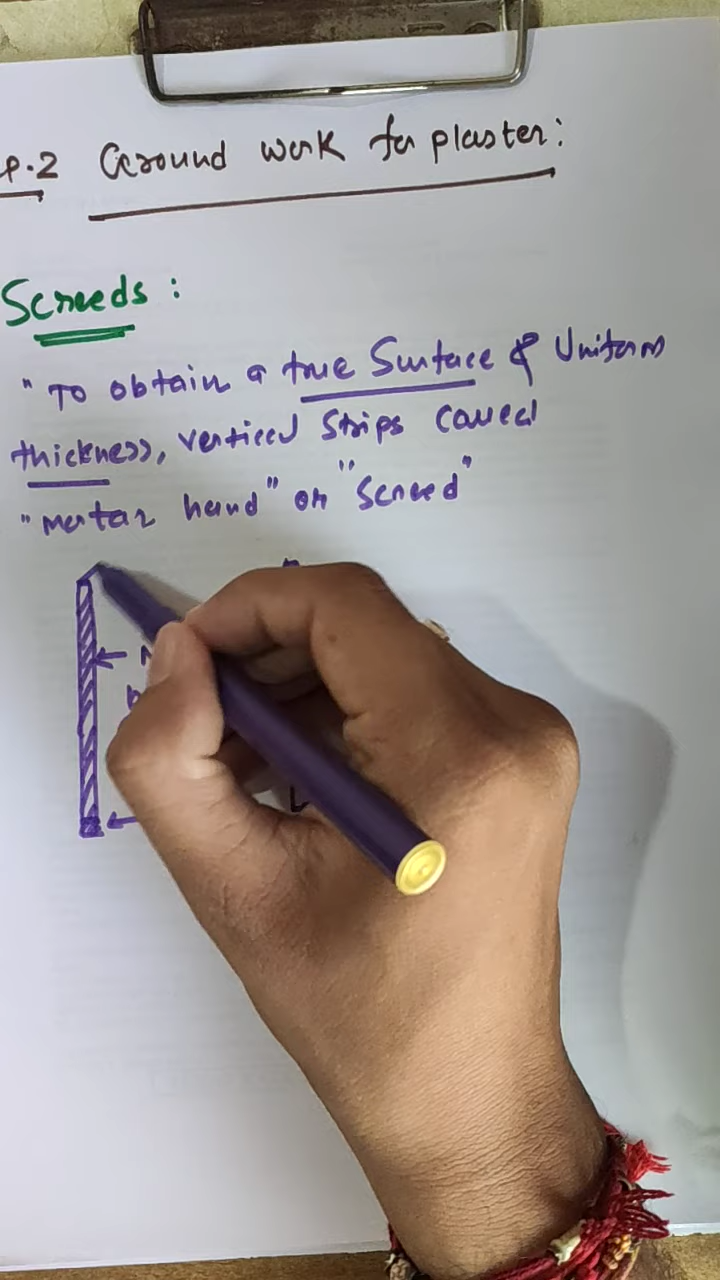 p.2 Ground work for plaster:
Screeds :
"To obtain a true Surface & Uniform
thickness, vertical Strips called
"mortar band" or "Screed"